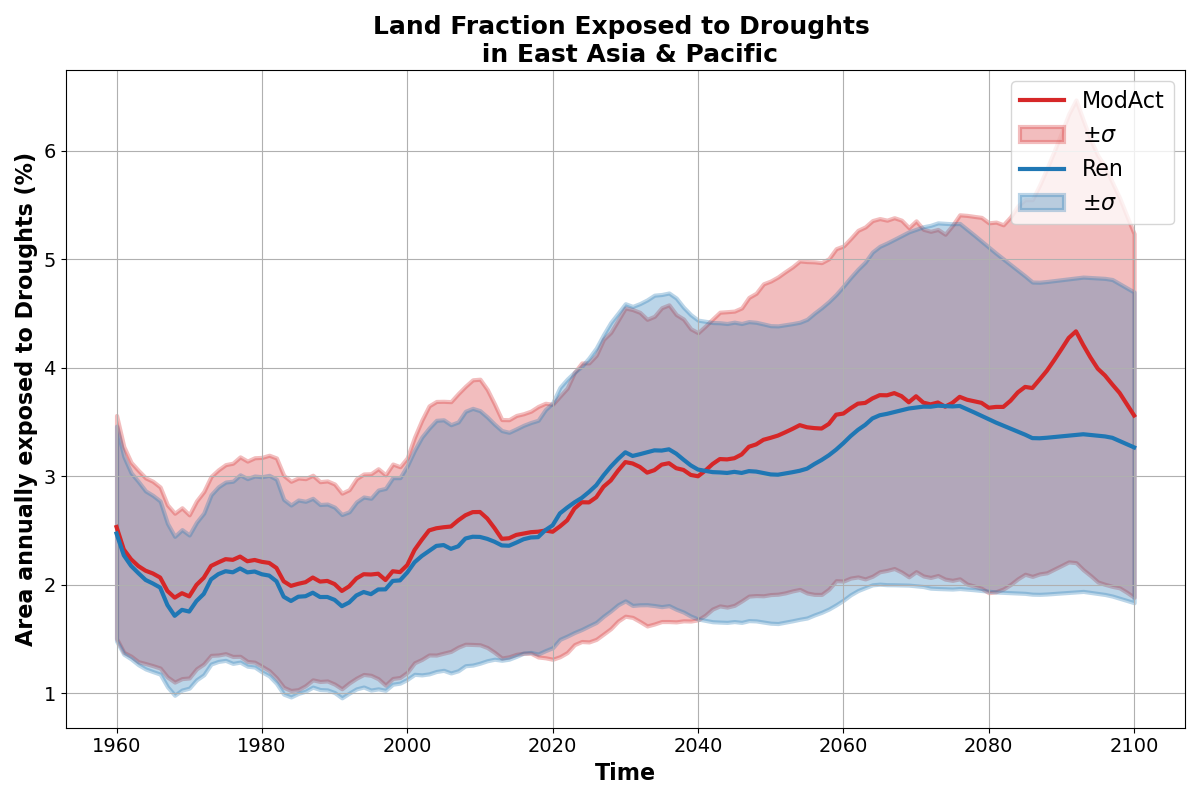 Land Fraction Exposed to Droughts
in East Asia & Pacific
Area annually exposed to Droughts (%)
6
5
4
3
2
1
1960 1980 2000 2020 2040 2060 2080 2100
Time
ModAct
±σ
Ren
±σ